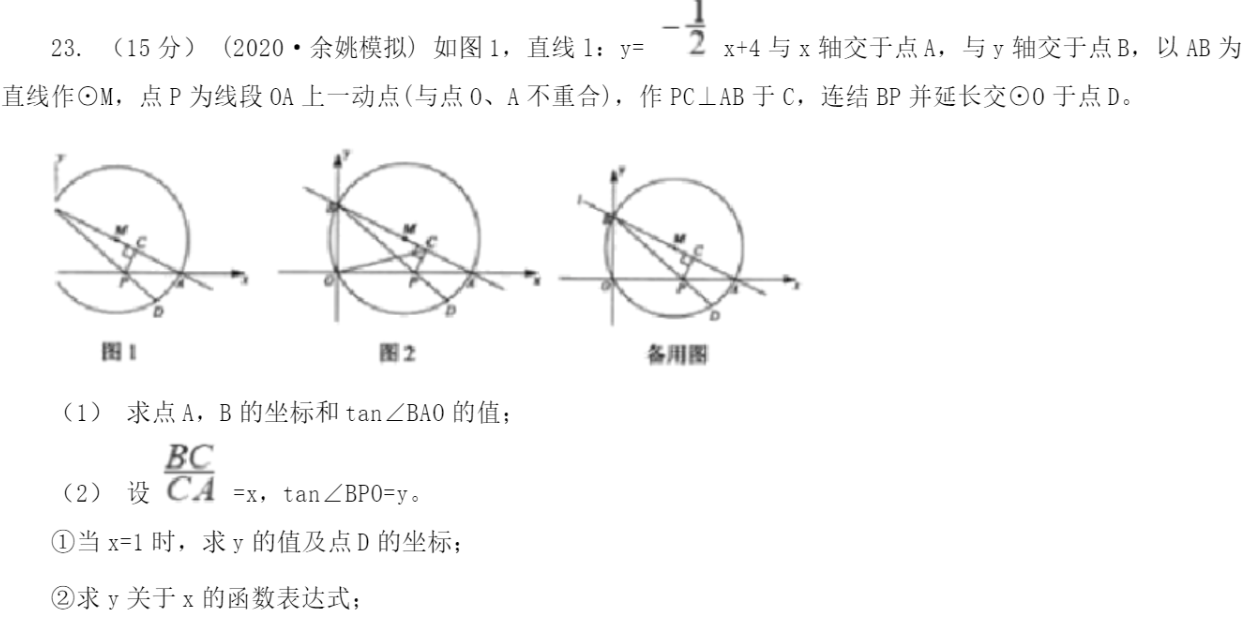 23. （15分） (2020·余姚模拟) 如图1，直线l：y= -1/2 x+4与x轴交于点A，与y轴交于点B，以AB为
直线作⊙M，点P为线段OA上一动点(与点O、A不重合)，作PC⊥AB于C，连结BP并延长交⊙O于点D。
y M C P A x D
y B M C O P A x D
l y B M C O P A x D
图1 图2 备用图
（1） 求点A，B的坐标和tan∠BAO的值；
（2） 设 BC/CA =x，tan∠BPO=y。
①当x=1时，求y的值及点D的坐标；
②求y关于x的函数表达式；